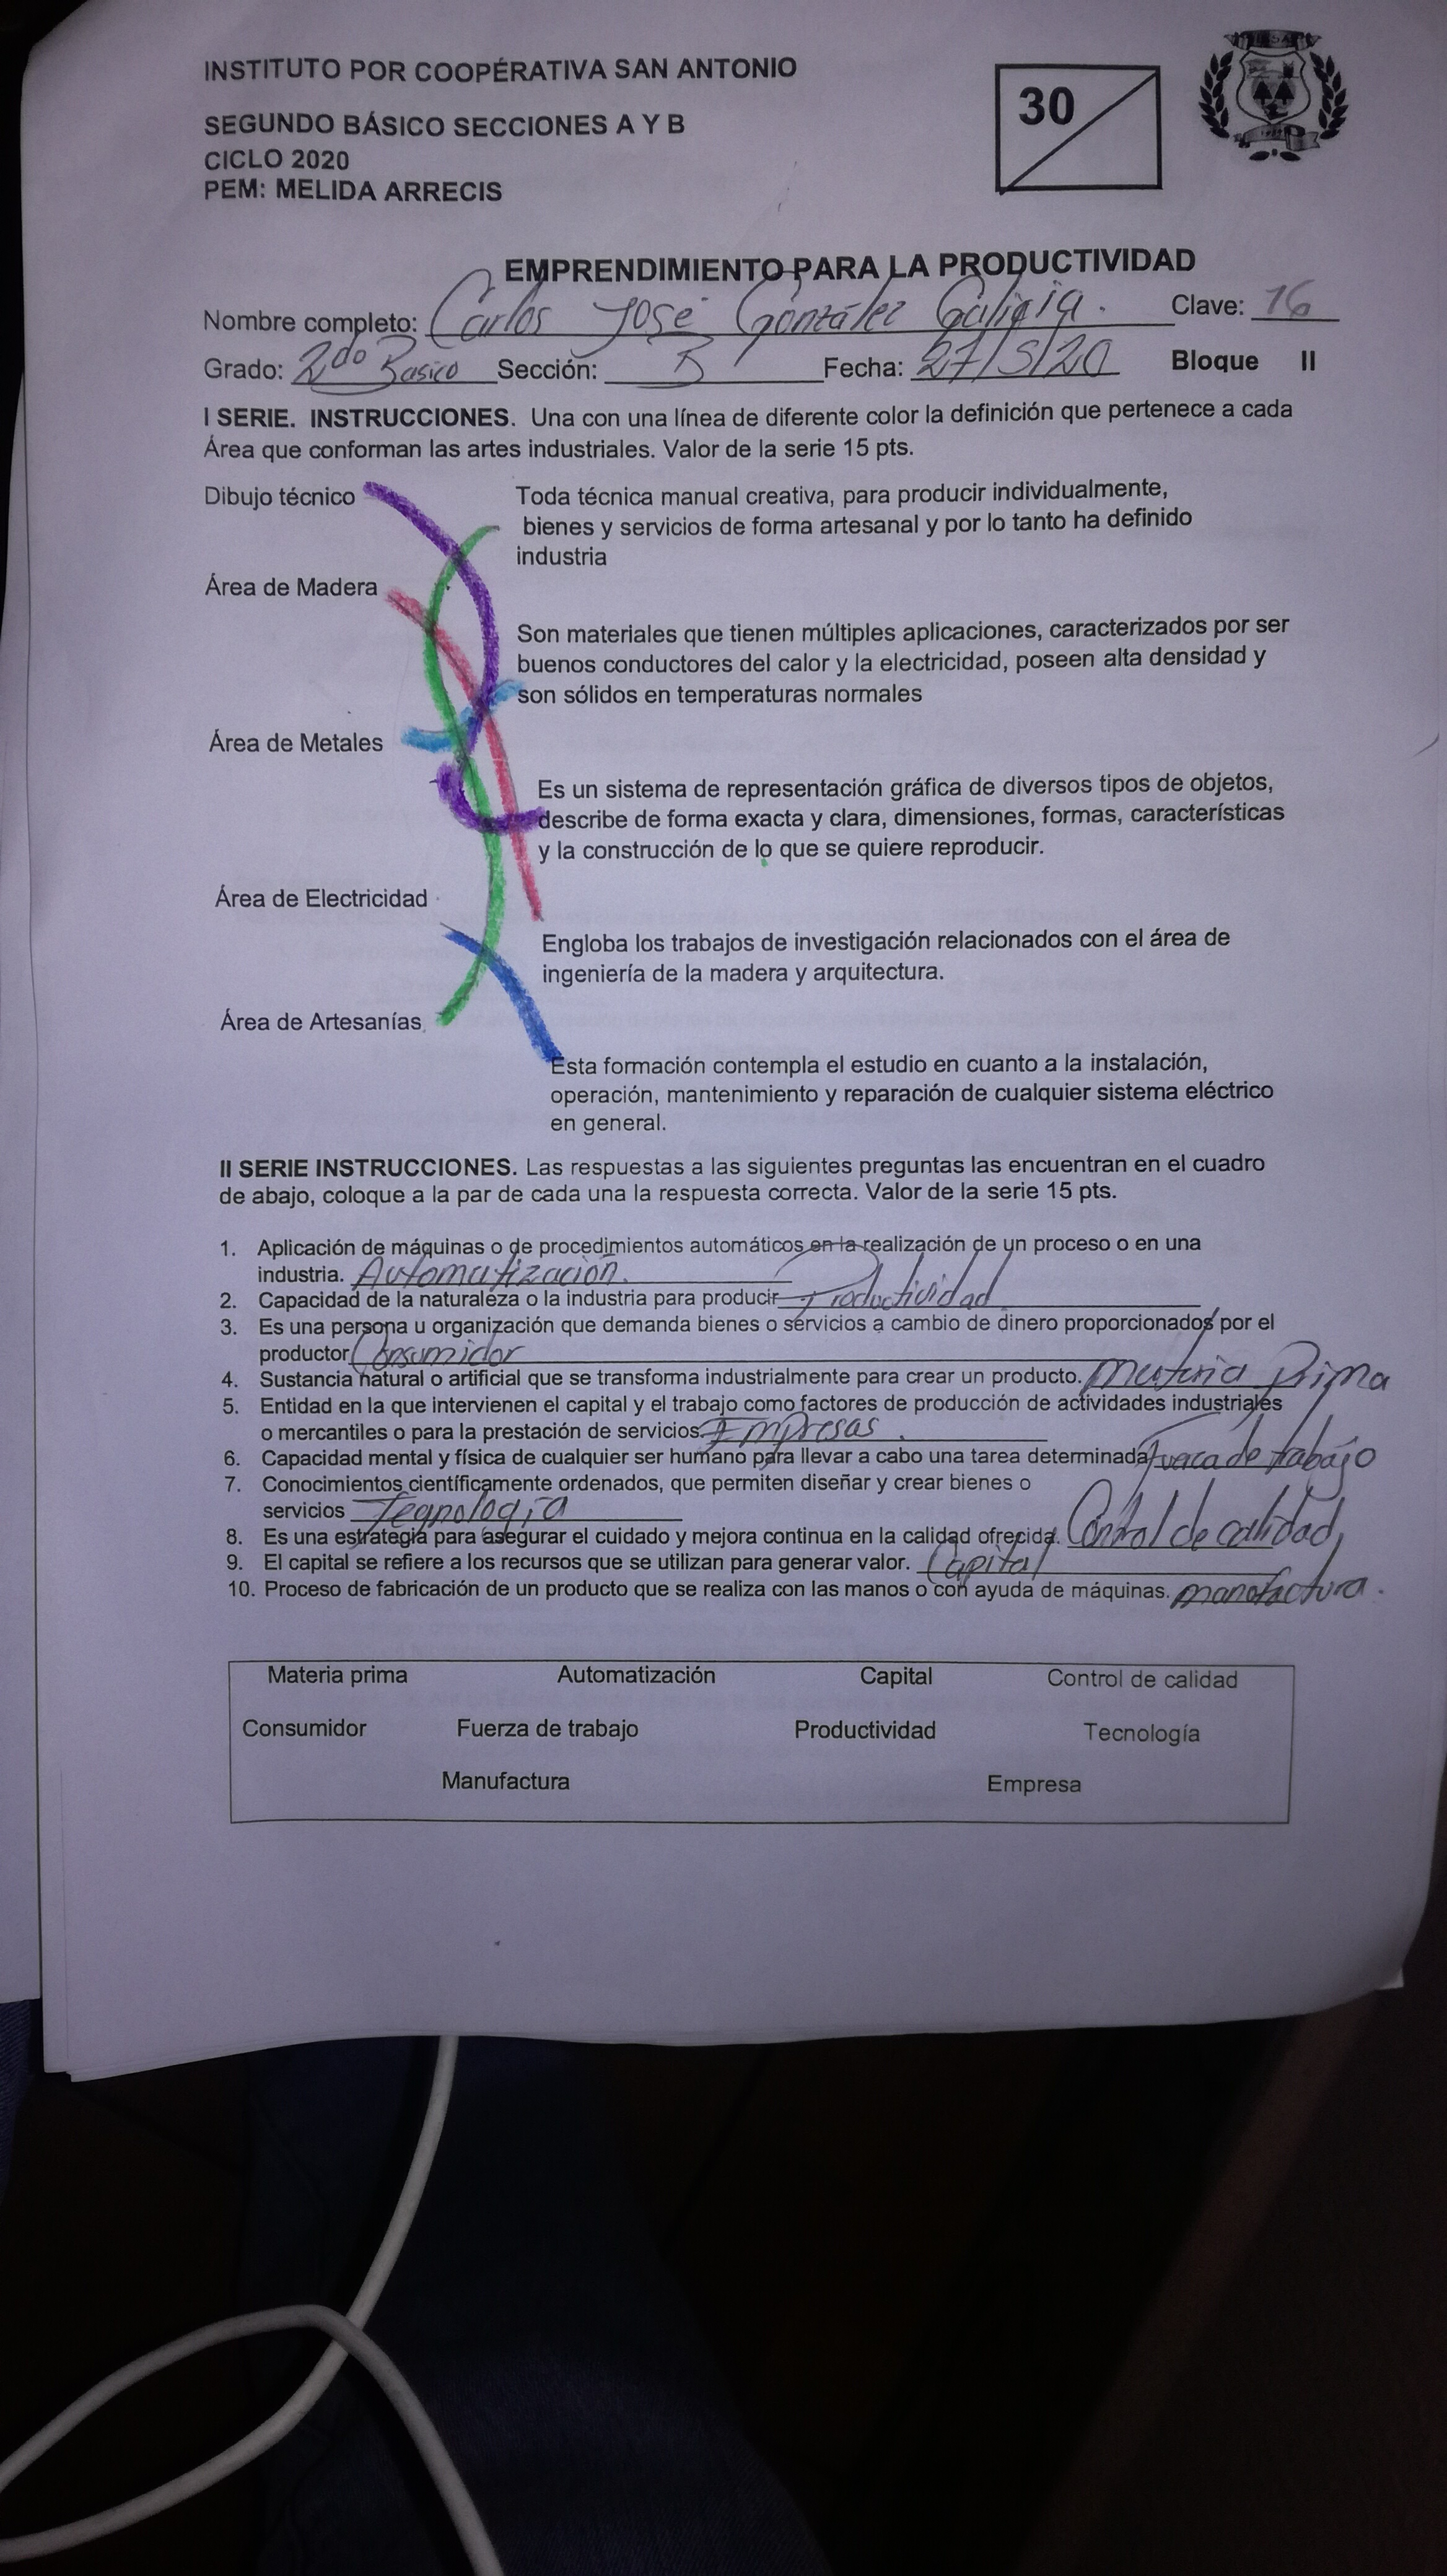 INSTITUTO POR COOPÉRATIVA SAN ANTONIO
30
SEGUNDO BÁSICO SECCIONES A Y B
CICLO 2020
PEM: MELIDA ARRECIS
EMPRENDIMIENTO PARA LA PRODUCTIVIDAD
Nombre completo: Carlos José González Clave: 16
Grado: 2do Basico Sección: B Fecha: 27/5/20 Bloque II
I SERIE. INSTRUCCIONES. Una con una línea de diferente color la definición que pertenece a cada
Área que conforman las artes industriales. Valor de la serie 15 pts.
Dibujo técnico
Toda técnica manual creativa, para producir individualmente,
bienes y servicios de forma artesanal y por lo tanto ha definido
industria
Área de Madera
Son materiales que tienen múltiples aplicaciones, caracterizados por ser
buenos conductores del calor y la electricidad, poseen alta densidad y
son sólidos en temperaturas normales
Área de Metales
Es un sistema de representación gráfica de diversos tipos de objetos,
describe de forma exacta y clara, dimensiones, formas, características
y la construcción de lo que se quiere reproducir.
Área de Electricidad
Engloba los trabajos de investigación relacionados con el área de
ingeniería de la madera y arquitectura.
Área de Artesanías
Esta formación contempla el estudio en cuanto a la instalación,
operación, mantenimiento y reparación de cualquier sistema eléctrico
en general.
II SERIE INSTRUCCIONES. Las respuestas a las siguientes preguntas las encuentran en el cuadro
de abajo, coloque a la par de cada una la respuesta correcta. Valor de la serie 15 pts.
1. Aplicación de máquinas o de procedimientos automáticos en la realización de un proceso o en una
industria. Automatización.
2. Capacidad de la naturaleza o la industria para producir Productividad
3. Es una persona u organización que demanda bienes o servicios a cambio de dinero proporcionados por el
productor Consumidor
4. Sustancia natural o artificial que se transforma industrialmente para crear un producto. materia prima
5. Entidad en la que intervienen el capital y el trabajo como factores de producción de actividades industriales
o mercantiles o para la prestación de servicios. Empresas.
6. Capacidad mental y física de cualquier ser humano para llevar a cabo una tarea determinada de trabajo
7. Conocimientos científicamente ordenados, que permiten diseñar y crear bienes o
servicios Tegnología
8. Es una estrategia para asegurar el cuidado y mejora continua en la calidad ofrecida. Control de calidad,
9. El capital se refiere a los recursos que se utilizan para generar valor. Capital
10. Proceso de fabricación de un producto que se realiza con las manos o con ayuda de máquinas. manofactura.
Materia prima Automatización Capital Control de calidad
Consumidor Fuerza de trabajo Productividad Tecnología
Manufactura Empresa